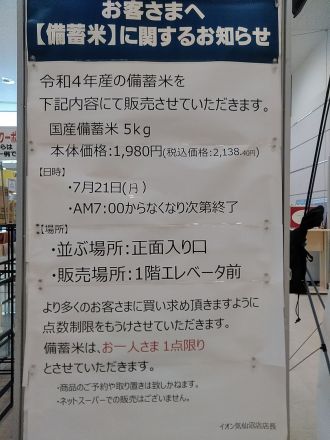 お客さまへ
【備蓄米】に関するお知らせ
令和4年産の備蓄米を
下記内容にて販売させていただきます。
国産備蓄米 5kg
本体価格:1,980円(税込価格:2,138.40円)
【日時】
・7月21日(月)
・AM7:00からなくなり次第終了
【場所】
・並ぶ場所:正面入り口
・販売場所:1階エレベータ前
より多くのお客さまに買い求め頂きますように
点数制限をもうけさせていただきます。
備蓄米は、お一人さま 1点限り
とさせていただきます。
・商品のご予約や取り置きは致しかねます。
・ネットスーパーでの販売はございません。
イオン気仙沼店店長